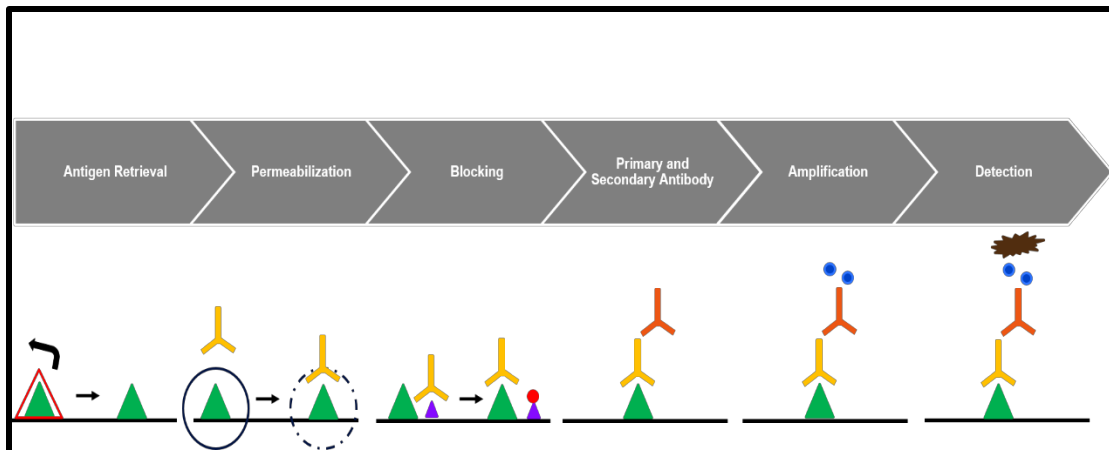 Antigen Retrieval
Permeabilization
Blocking
Primary and
Secondary Antibody
Amplification
Detection